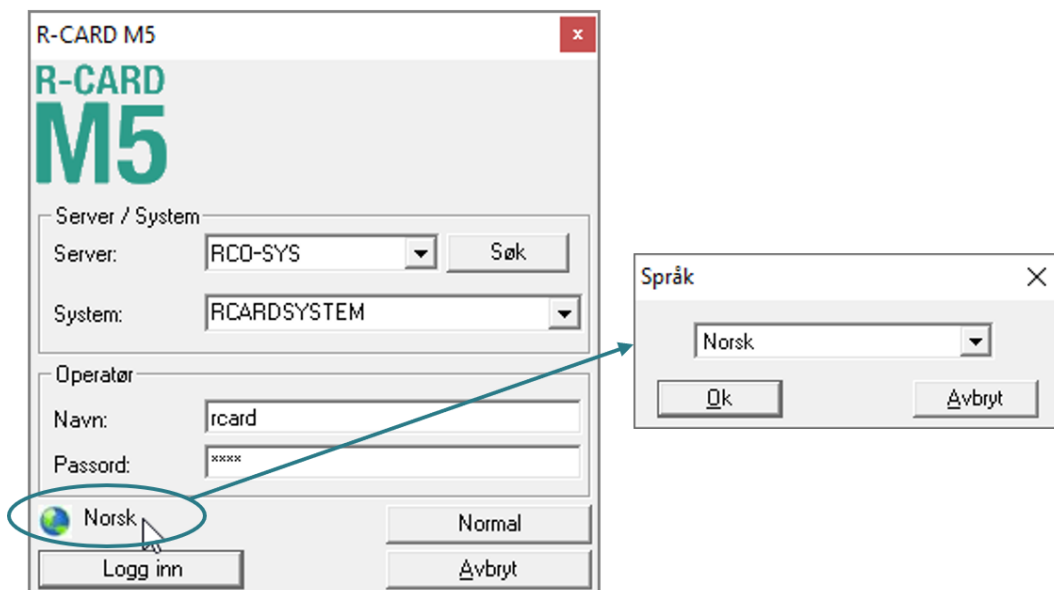 R-CARD M5
R-CARD
M5
Server / System
Server: RCO-SYS Søk
System: RCARDSYSTEM
Operatør
Navn: rcard
Passord: ****
Norsk Normal
Logg inn Avbryt
Språk
Norsk
Ok Avbryt